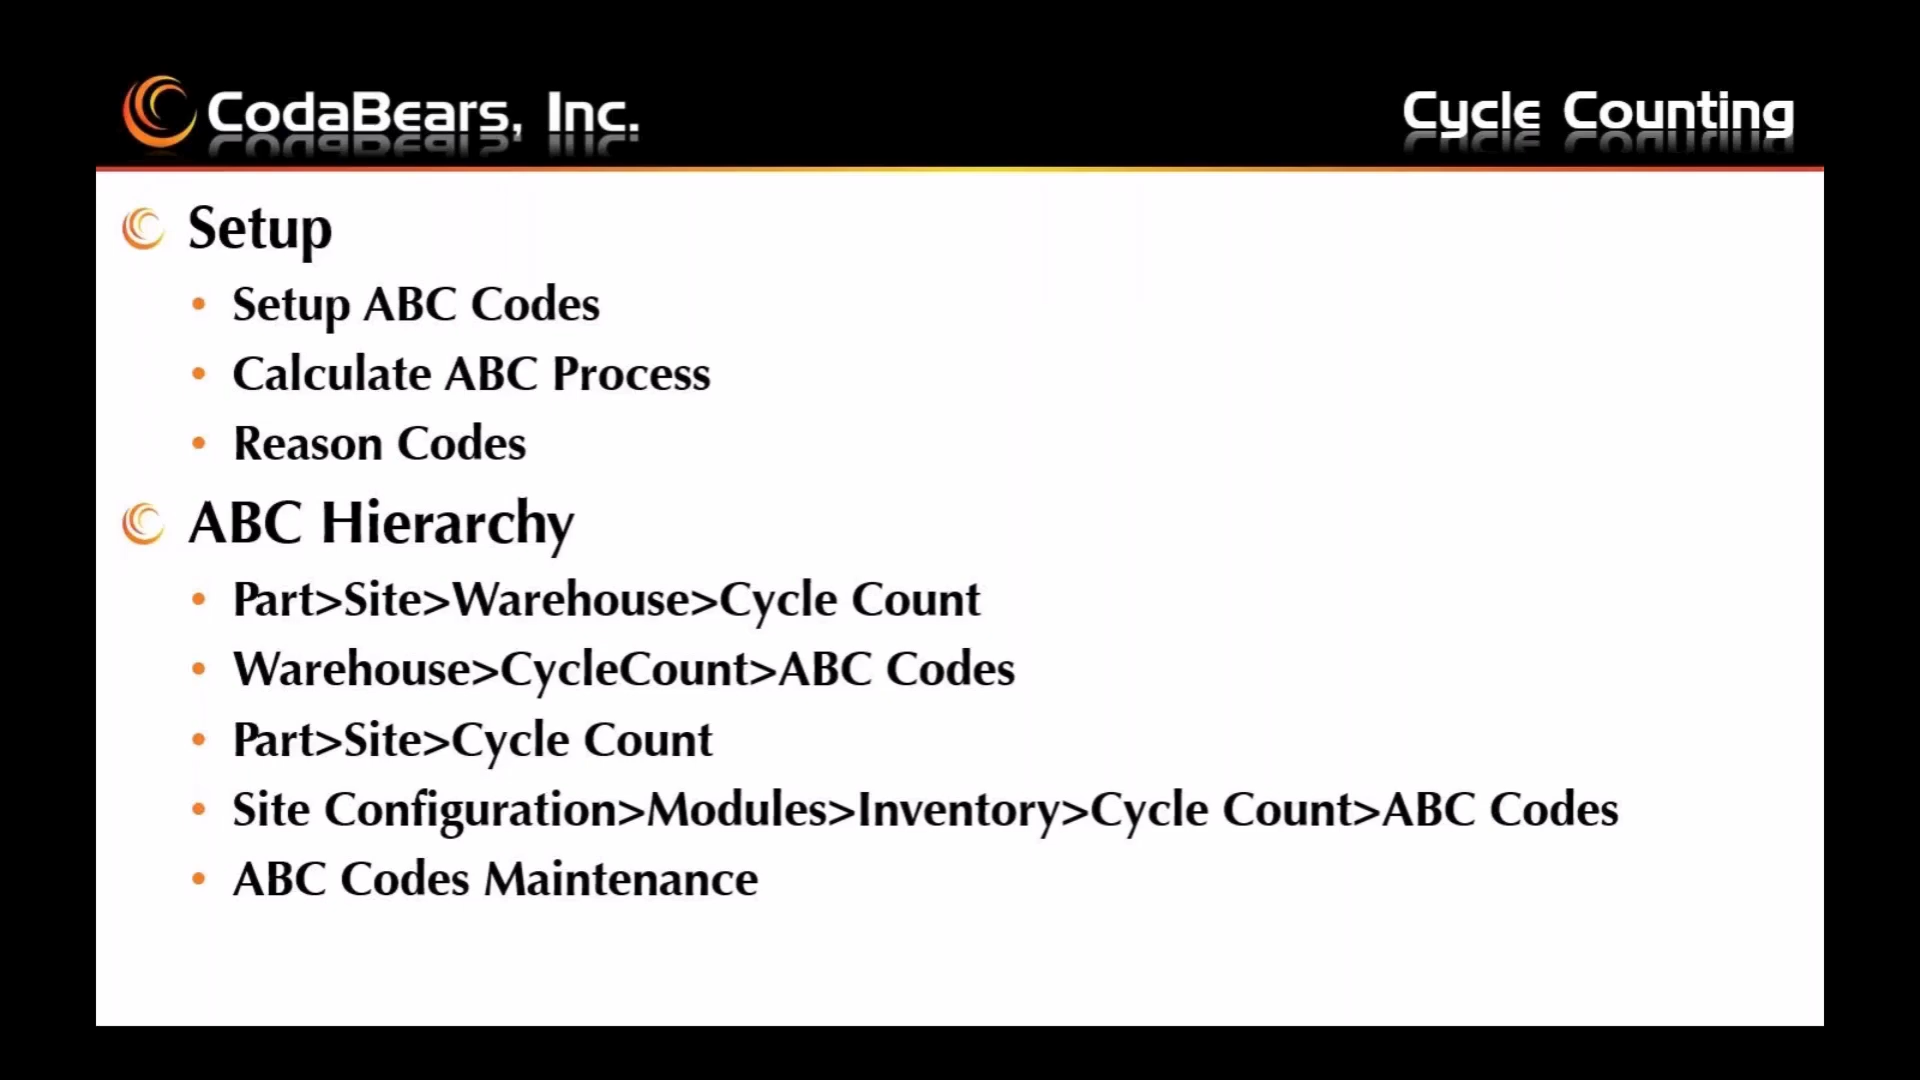 CodaBears, Inc.
Cycle Counting
Setup
• Setup ABC Codes
• Calculate ABC Process
• Reason Codes
ABC Hierarchy
• Part>Site>Warehouse>Cycle Count
• Warehouse>CycleCount>ABC Codes
• Part>Site>Cycle Count
• Site Configuration>Modules>Inventory>Cycle Count>ABC Codes
• ABC Codes Maintenance